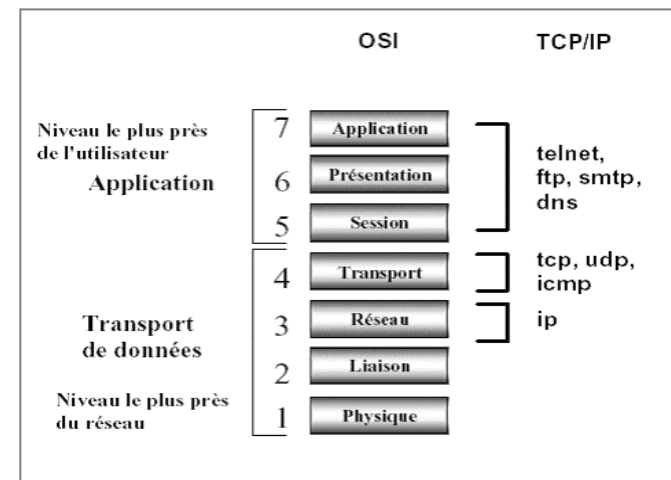 OSI
TCP/IP
Niveau le plus près
de l'utilisateur
Application
7
Application
6
Présentation
5
Session
telnet,
ftp, smtp,
dns
Transport
de données
Niveau le plus près
du réseau
4
Transport
tcp, udp,
icmp
3
Réseau
ip
2
Liaison
1
Physique